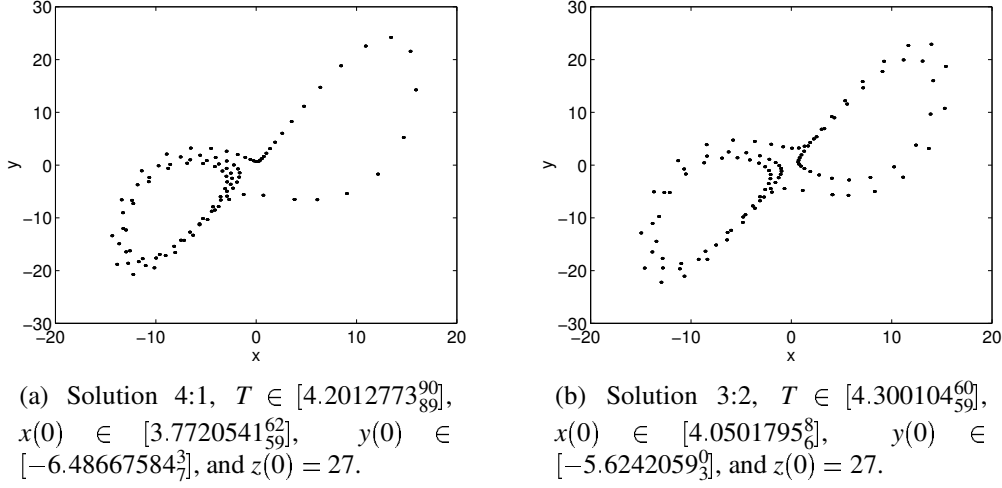 30
20
10
0
−10
−20
−30
y
−20
−10
0
10
20
x
30
20
10
0
−10
−20
−30
y
−20
−10
0
10
20
x
(a) Solution 4:1, T ∈ [4.2012773^{90}_{89}],
x(0) ∈ [3.7720541^{62}_{59}], y(0) ∈
[−6.48667584^{3}_{7}], and z(0) = 27.
(b) Solution 3:2, T ∈ [4.300104^{60}_{59}],
x(0) ∈ [4.0501795^{8}_{6}], y(0) ∈
[−5.6242059^{0}_{3}], and z(0) = 27.